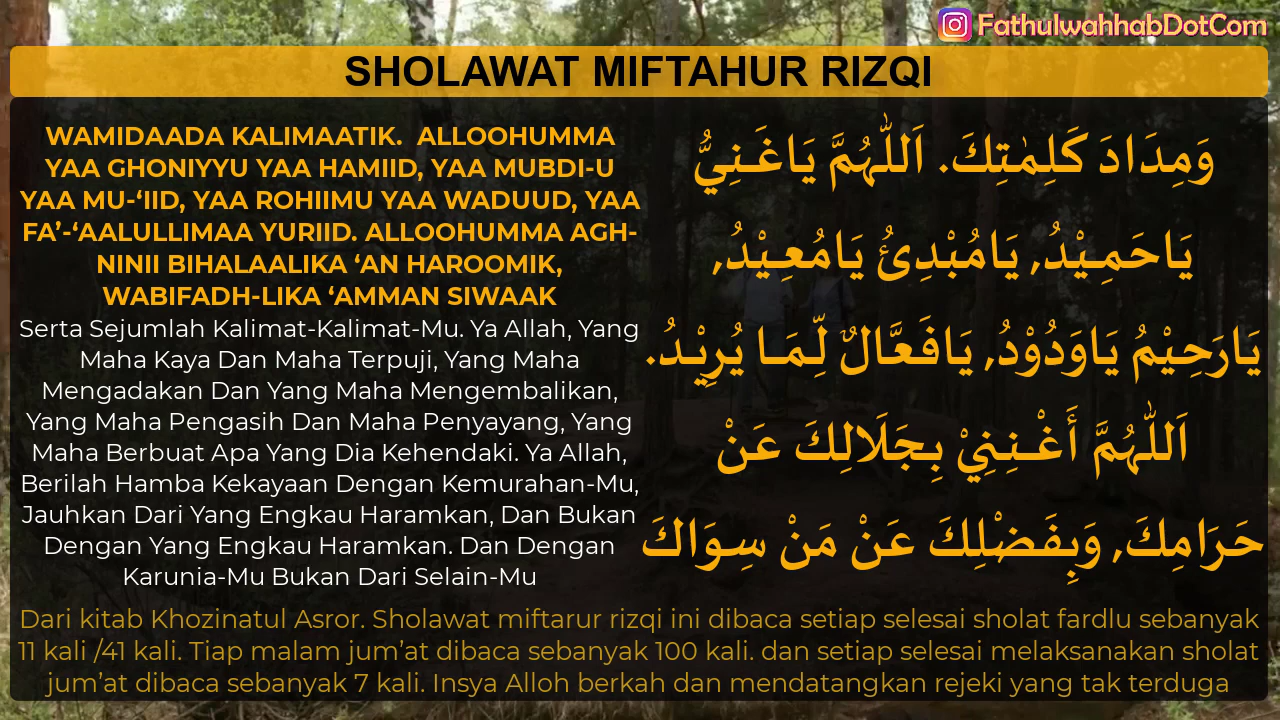 FathulwahhabDotCom
SHOLAWAT MIFTAHUR RIZQI
WAMIDAADA KALIMAATIK.  ALLOOHUMMA
YAA GHONIYYU YAA HAMIID, YAA MUBDI-U
YAA MU-‘IID, YAA ROHIIMU YAA WADUUD, YAA
FA’-‘AALULLIMAA YURIID. ALLOOHUMMA AGH-
NINII BIHALAALIKA ‘AN HAROOMIK,
WABIFADH-LIKA ‘AMMAN SIWAAK
Serta Sejumlah Kalimat-Kalimat-Mu. Ya Allah, Yang
Maha Kaya Dan Maha Terpuji, Yang Maha
Mengadakan Dan Yang Maha Mengembalikan,
Yang Maha Pengasih Dan Maha Penyayang, Yang
Maha Berbuat Apa Yang Dia Kehendaki. Ya Allah,
Berilah Hamba Kekayaan Dengan Kemurahan-Mu,
Jauhkan Dari Yang Engkau Haramkan, Dan Bukan
Dengan Yang Engkau Haramkan. Dan Dengan
Karunia-Mu Bukan Dari Selain-Mu
وَمِدَادَ كَلِمٰتِكَ. اَللّٰهُمَّ يَاغَنِيُّ
يَاحَمِيْدُ, يَامُبْدِئُ يَامُعِيْدُ,
يَارَحِيْمُ يَاوَدُوْدُ, يَافَعَّالٌ لِّمَا يُرِيْدُ.
اَللّٰهُمَّ أَغْنِنِيْ بِجَلَالِكَ عَنْ
حَرَامِكَ, وَبِفَضْلِكَ عَنْ مَنْ سِوَاكَ
Dari kitab Khozinatul Asror. Sholawat miftarur rizqi ini dibaca setiap selesai sholat fardlu sebanyak
11 kali /41 kali. Tiap malam jum’at dibaca sebanyak 100 kali. dan setiap selesai melaksanakan sholat
jum’at dibaca sebanyak 7 kali. Insya Alloh berkah dan mendatangkan rejeki yang tak terduga